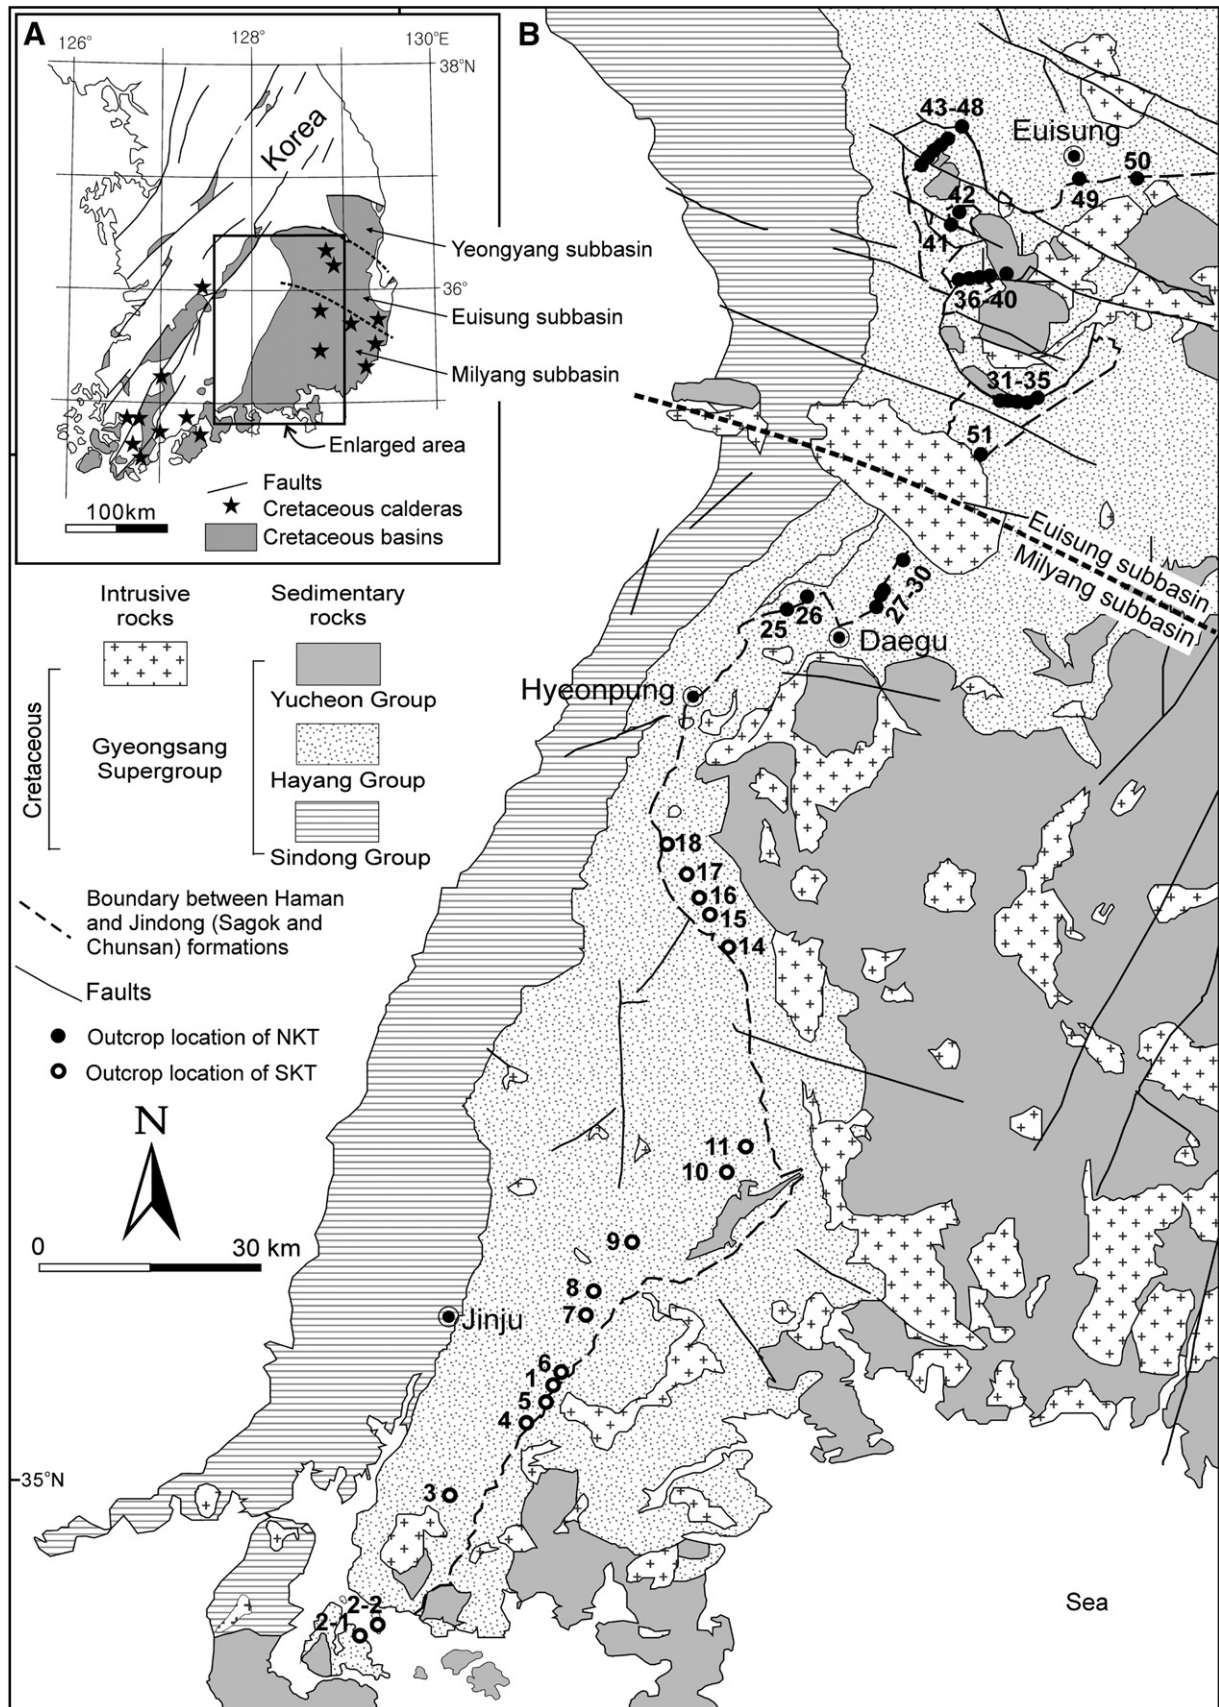 A
126°
128°
130°E
38°N
Korea
Yeongyang subbasin
36°
Euisung subbasin
Milyang subbasin
Enlarged area
Faults
Cretaceous calderas
Cretaceous basins
100km
Intrusive
rocks
Sedimentary
rocks
Yucheon Group
Cretaceous
Gyeongsang
Supergroup
Hayang Group
Sindong Group
Boundary between Haman
and Jindong (Sagok and
Chunsan) formations
Faults
Outcrop location of NKT
Outcrop location of SKT
N
0
30 km
35°N
B
43-48
Euisung
50
49
42
41
36-40
31-35
51
Euisung subbasin
Milyang subbasin
27-30
26
25
Daegu
Hyeonpung
18
17
16
15
14
11
10
9
8
7
Jinju
6
1
5
4
3
2-2
2-1
Sea